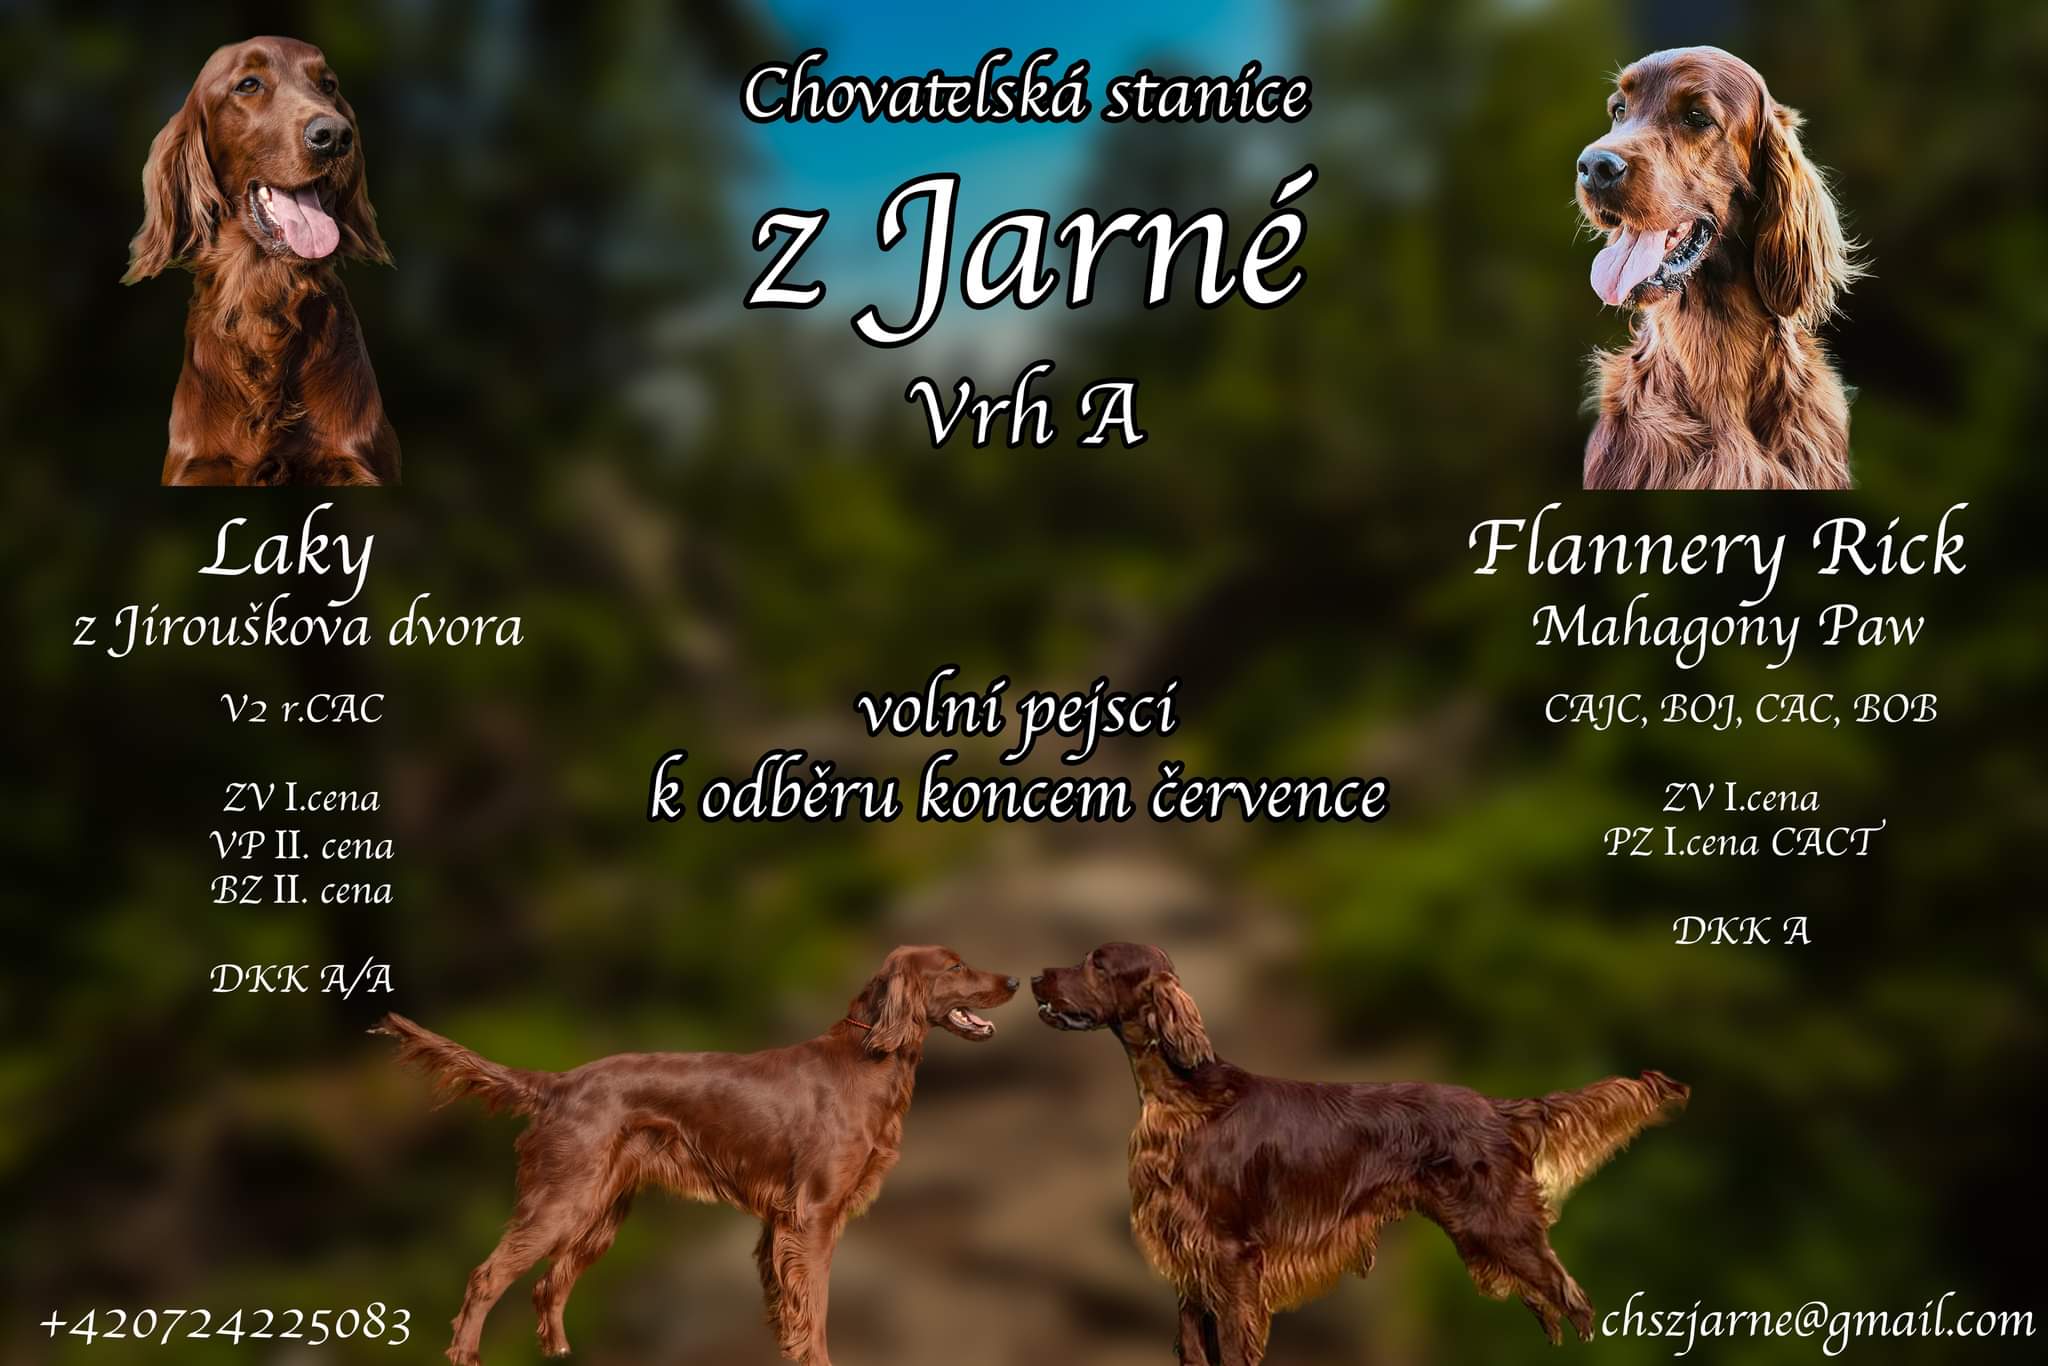 Chovatelská stanice
z Jarné
Vrh A
Laky
z Jirouškova dvora
V2 r.CAC
ZV I.cena
VP II. cena
BZ II. cena
DKK A/A
Flannery Rick
Mahagony Paw
CAJC, BOJ, CAC, BOB
ZV I.cena
PZ I.cena CACT
DKK A
volní pejsci
k odběru koncem července
+420724225083
chszjarne@gmail.com